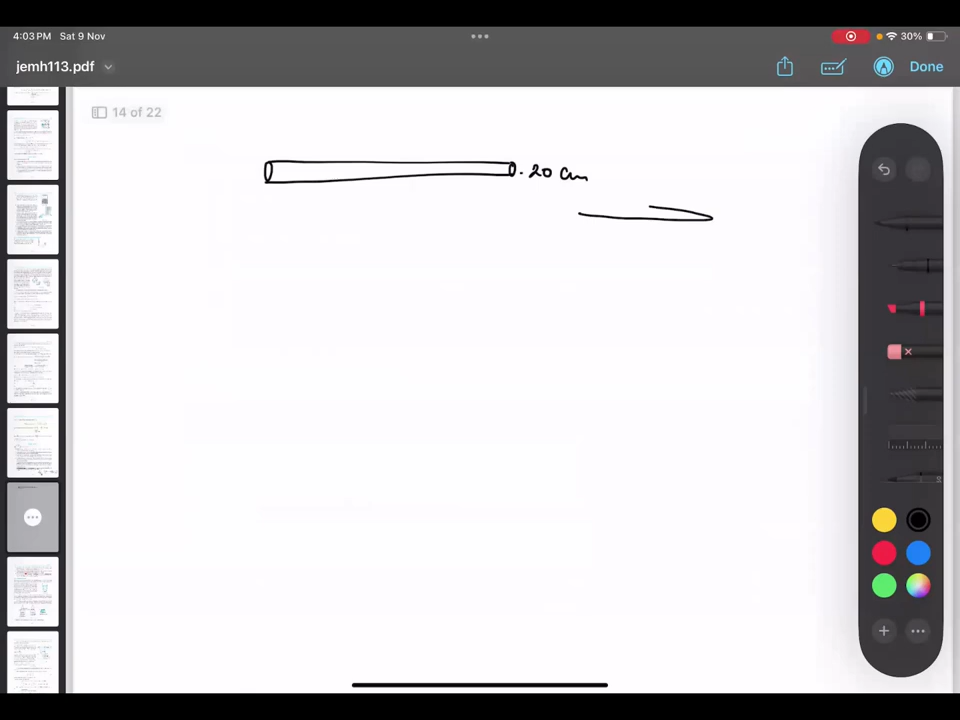 4:03 PM Sat 9 Nov
30%
jemh113.pdf
Done
14 of 22
. 20 cm